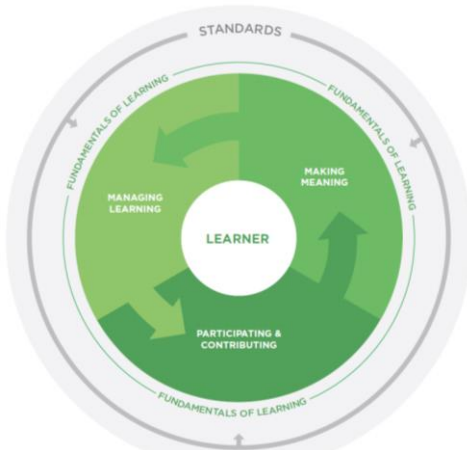 STANDARDS
FUNDAMENTALS OF LEARNING
FUNDAMENTALS OF LEARNING
MAKING
MEANING
MANAGING
LEARNING
LEARNER
PARTICIPATING &
CONTRIBUTING
FUNDAMENTALS OF LEARNING